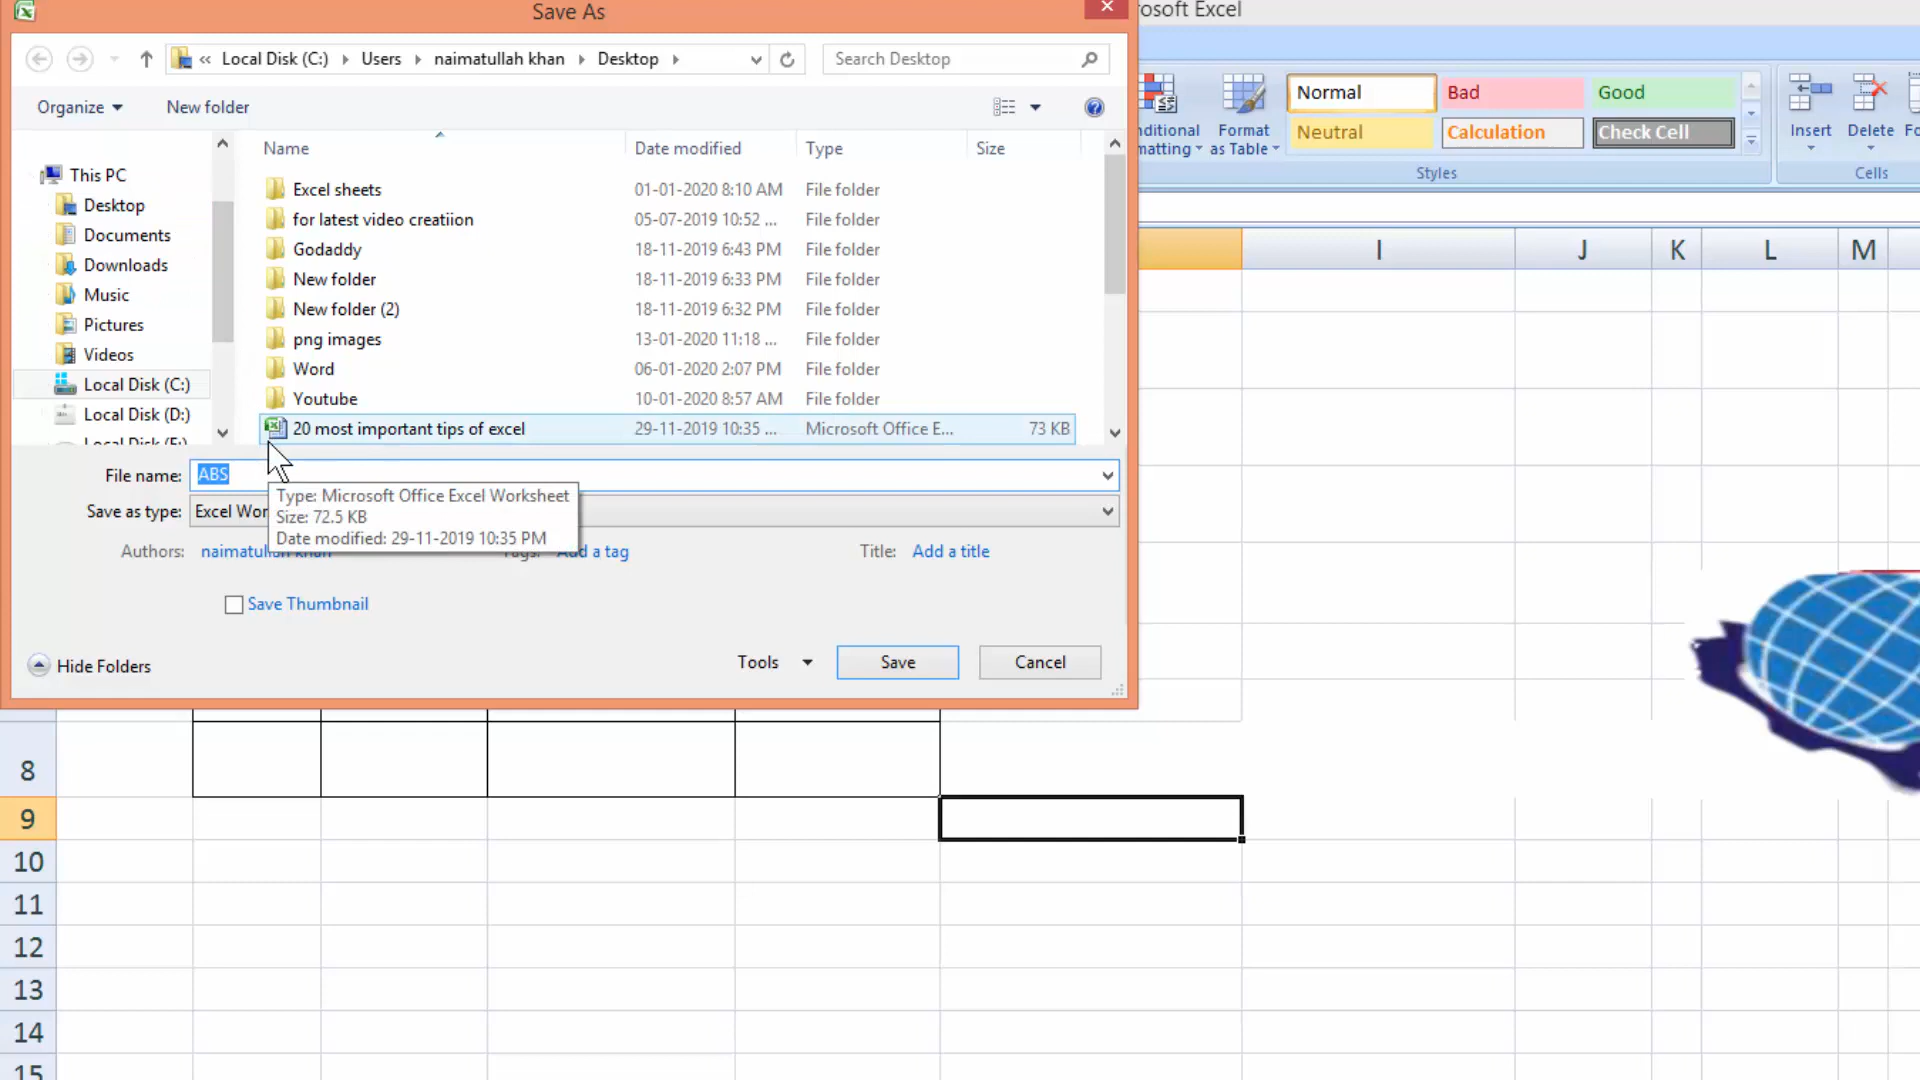 Save As
rosoft Excel
« Local Disk (C:) Users naimatullah khan Desktop
Search Desktop
Organize New folder
Name Date modified Type Size
This PC
Desktop
Documents
Downloads
Music
Pictures
Videos
Local Disk (C:)
Local Disk (D:)
Excel sheets 01-01-2020 8:10 AM File folder
for latest video creatiion 05-07-2019 10:52 ... File folder
Godaddy 18-11-2019 6:43 PM File folder
New folder 18-11-2019 6:33 PM File folder
New folder (2) 18-11-2019 6:32 PM File folder
png images 13-01-2020 11:18 ... File folder
Word 06-01-2020 2:07 PM File folder
Youtube 10-01-2020 8:57 AM File folder
20 most important tips of excel 29-11-2019 10:35 ... Microsoft Office E... 73 KB
File name: ABS
Save as type: Excel Wor
Type: Microsoft Office Excel Worksheet
Size: 72.5 KB
Date modified: 29-11-2019 10:35 PM
Authors: naimatullah khan Tags: Add a tag Title: Add a title
Save Thumbnail
Hide Folders
Tools Save Cancel
nditional
matting
Format
as Table
Normal Bad Good
Neutral Calculation Check Cell
Styles
Insert Delete Fo
Cells
I J K L M
8
9
10
11
12
13
14
15